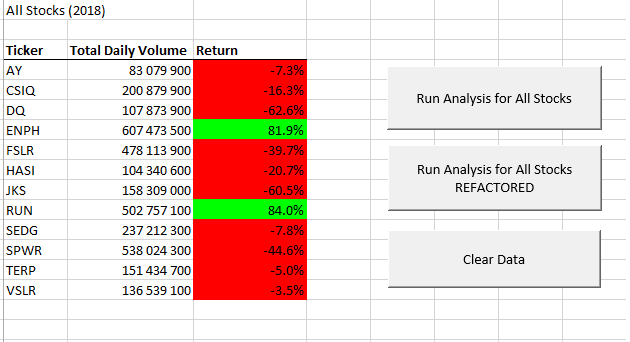 All Stocks (2018)
Ticker Total Daily Volume Return
AY 83 079 900 -7.3%
CSIQ 200 879 900 -16.3%
DQ 107 873 900 -62.6%
ENPH 607 473 500 81.9%
FSLR 478 113 900 -39.7%
HASI 104 340 600 -20.7%
JKS 158 309 000 -60.5%
RUN 502 757 100 84.0%
SEDG 237 212 300 -7.8%
SPWR 538 024 300 -44.6%
TERP 151 434 700 -5.0%
VSLR 136 539 100 -3.5%
Run Analysis for All Stocks
Run Analysis for All Stocks
REFACTORED
Clear Data